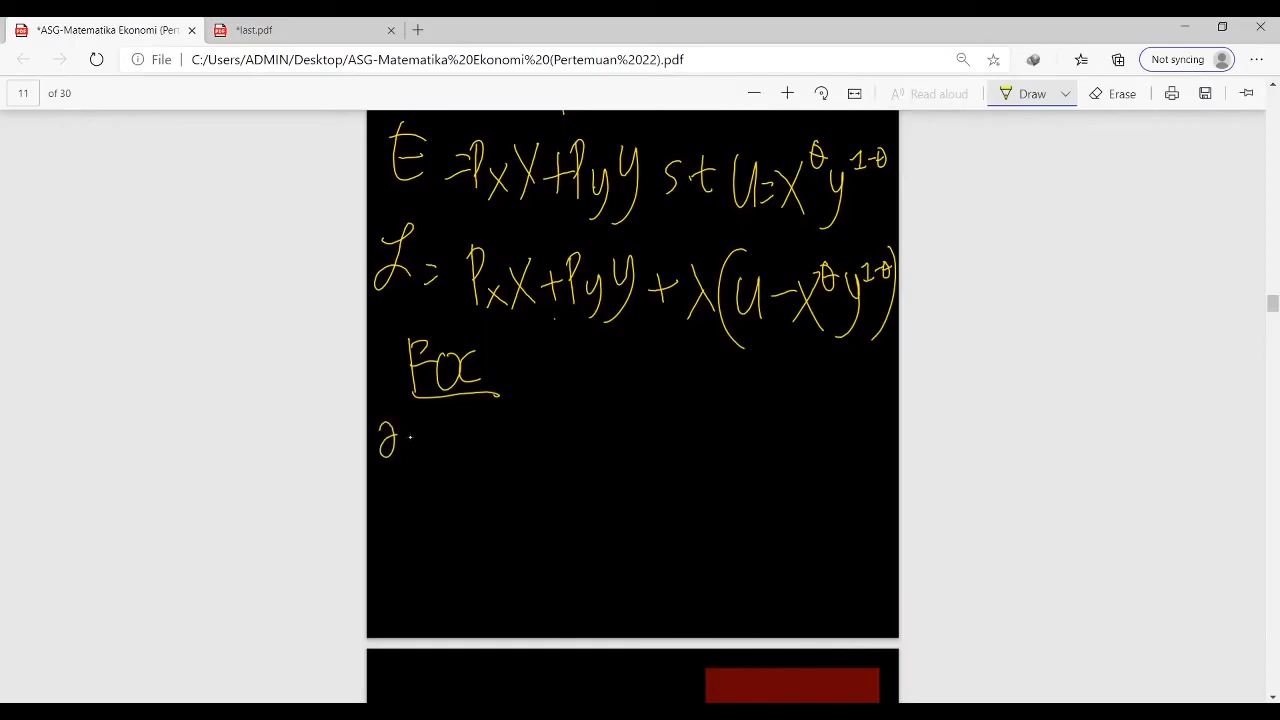 *ASG-Matematika Ekonomi (Per
*last.pdf
File
C:/Users/ADMIN/Desktop/ASG-Matematika%20Ekonomi%20(Pertemuan%2022).pdf
Not syncing
11 of 30
Read aloud
Draw
Erase
E = PxX + PyY s.t U = X^θ y^1-θ
ℒ = PxX + PyY + λ(U - X^θ y^1-θ)
FOC
∂